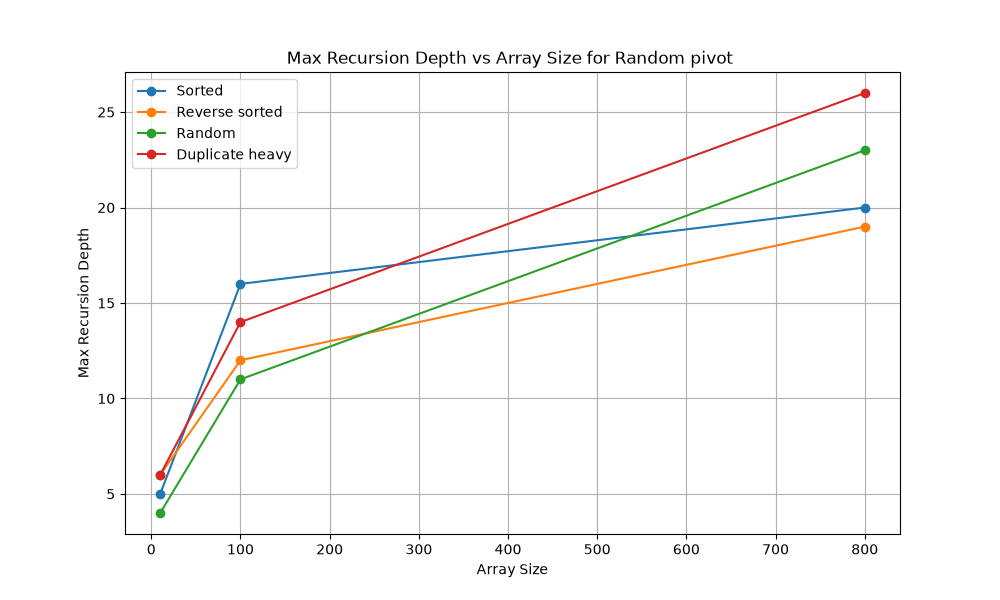 Max Recursion Depth vs Array Size for Random pivot
Sorted
Reverse sorted
Random
Duplicate heavy
25
20
15
10
5
Max Recursion Depth
0 100 200 300 400 500 600 700 800
Array Size